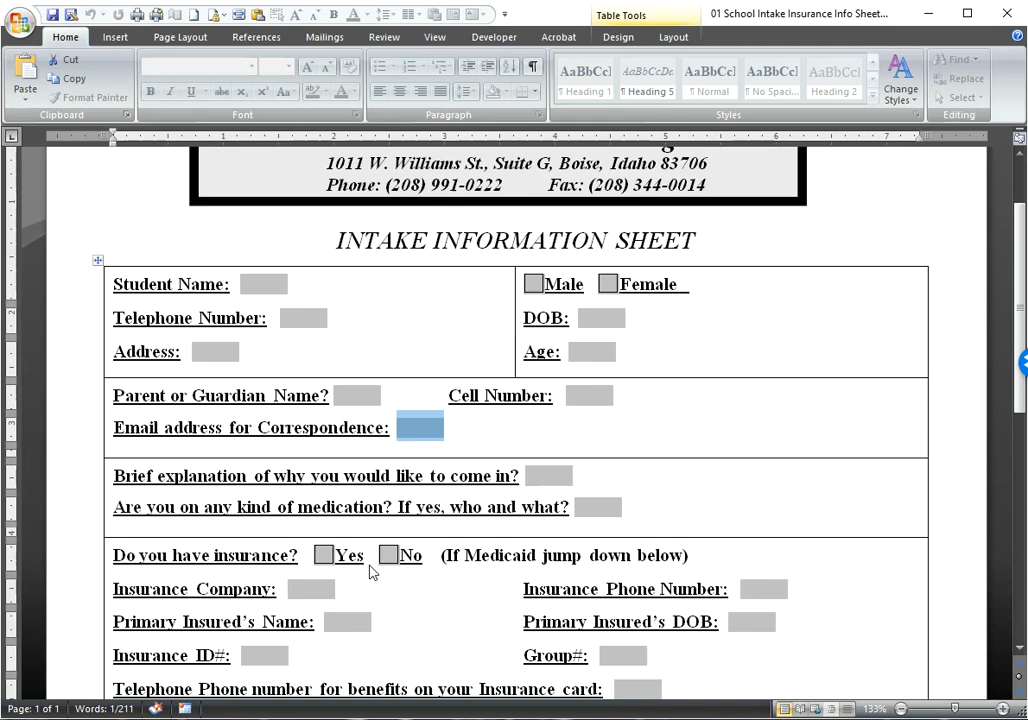 Table Tools
01 School Intake Insurance Info Sheet...
Home Insert Page Layout References Mailings Review View Developer Acrobat Design Layout
Paste
Cut
Copy
Format Painter
AaBbCcI AaBbCcDc AaBbCcI AaBbCcI AaBbCcI
¶ Heading 1 ¶ Heading 5 ¶ Normal ¶ No Spaci... Heading 2
Change Styles
Find
Replace
Select
Clipboard Font Paragraph Styles Editing
1011 W. Williams St., Suite G, Boise, Idaho 83706
Phone: (208) 991-0222 Fax: (208) 344-0014
INTAKE INFORMATION SHEET
Student Name: Male Female
Telephone Number: DOB:
Address: Age:
Parent or Guardian Name? Cell Number:
Email address for Correspondence:
Brief explanation of why you would like to come in?
Are you on any kind of medication? If yes, who and what?
Do you have insurance? Yes No (If Medicaid jump down below)
Insurance Company: Insurance Phone Number:
Primary Insured’s Name: Primary Insured’s DOB:
Insurance ID#: Group#:
Telephone Phone number for benefits on your Insurance card:
Page: 1 of 1 Words: 1/211 133%